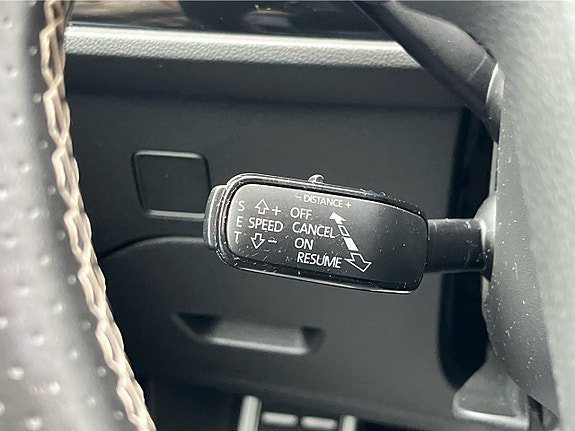 - DISTANCE +
S + OFF
E SPEED CANCEL
T - ON
RESUME